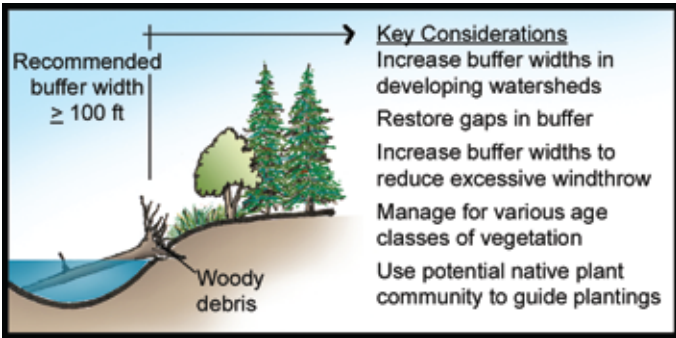 Recommended
buffer width
≥ 100 ft
Woody
debris
Key Considerations
Increase buffer widths in
developing watersheds
Restore gaps in buffer
Increase buffer widths to
reduce excessive windthrow
Manage for various age
classes of vegetation
Use potential native plant
community to guide plantings